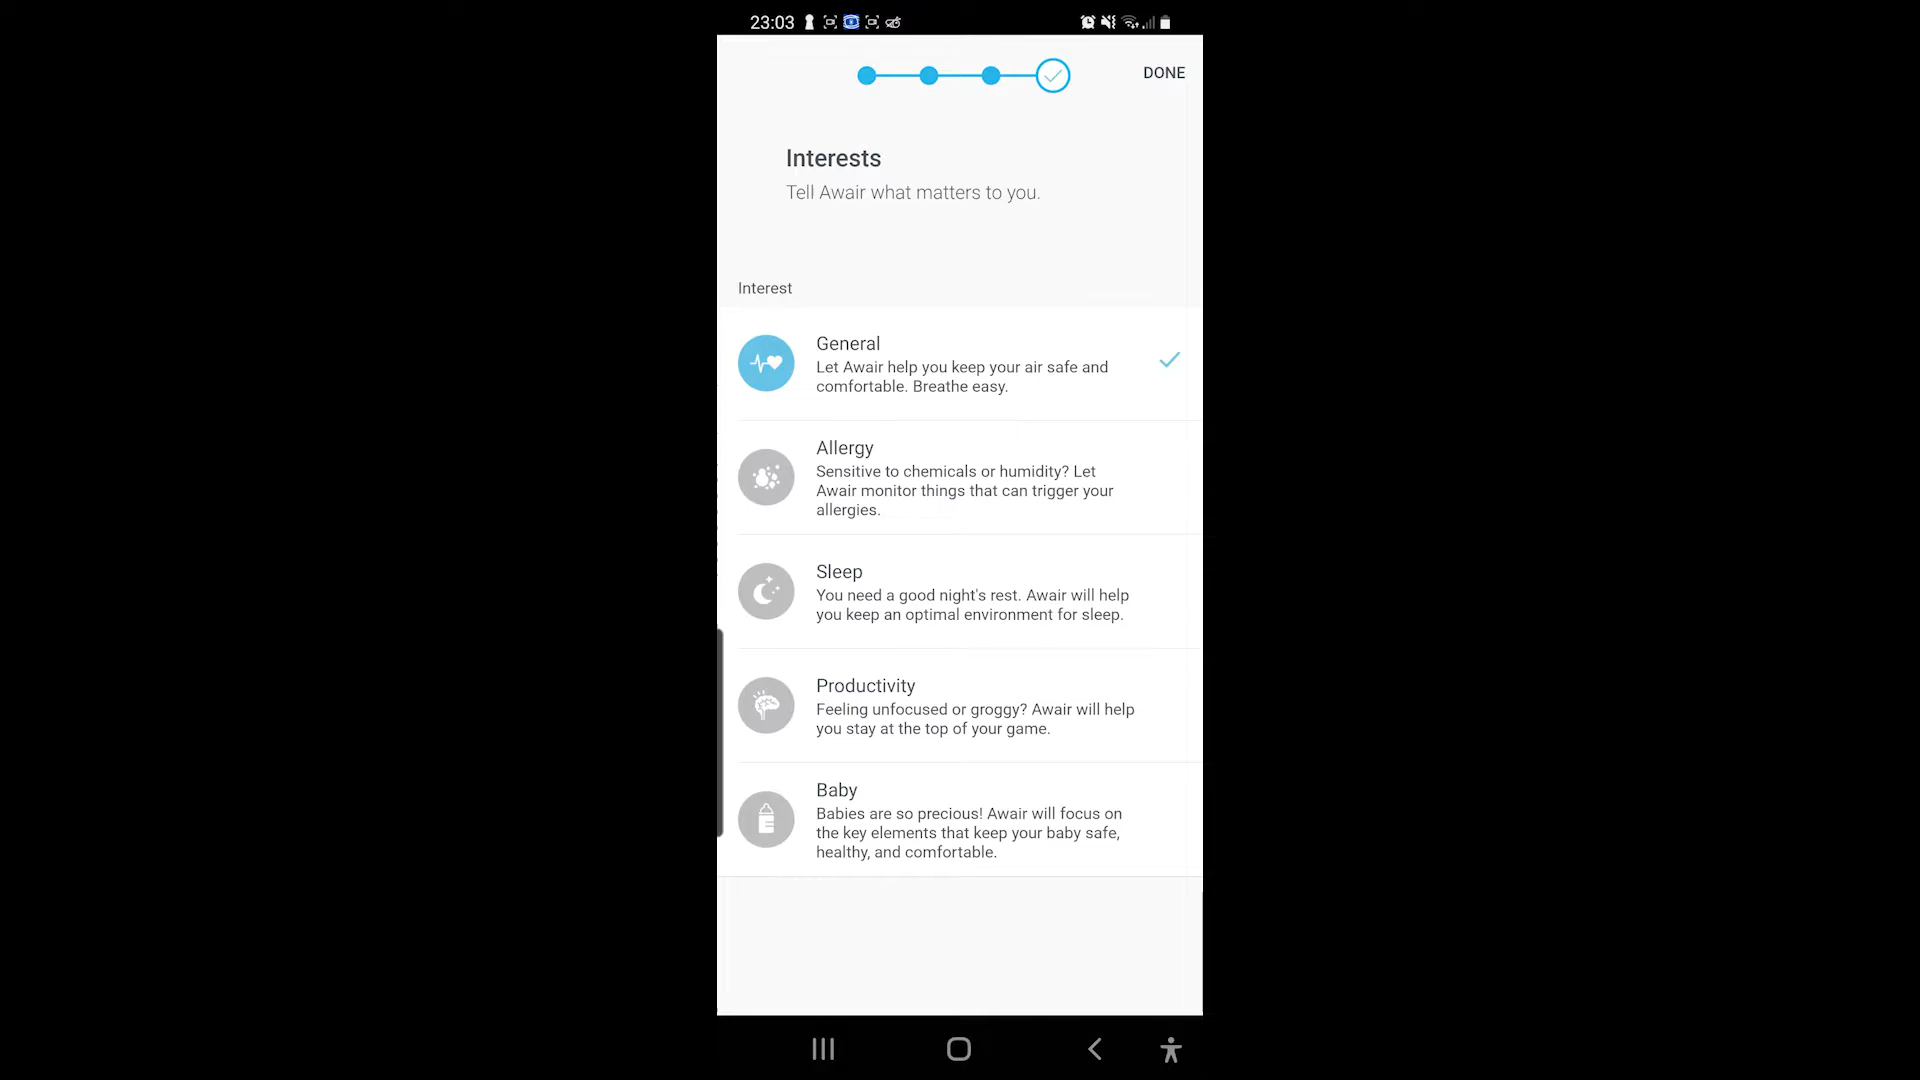 23:03
DONE
Interests
Tell Awair what matters to you.
Interest
General
Let Awair help you keep your air safe and
comfortable. Breathe easy.
Allergy
Sensitive to chemicals or humidity? Let
Awair monitor things that can trigger your
allergies.
Sleep
You need a good night's rest. Awair will help
you keep an optimal environment for sleep.
Productivity
Feeling unfocused or groggy? Awair will help
you stay at the top of your game.
Baby
Babies are so precious! Awair will focus on
the key elements that keep your baby safe,
healthy, and comfortable.